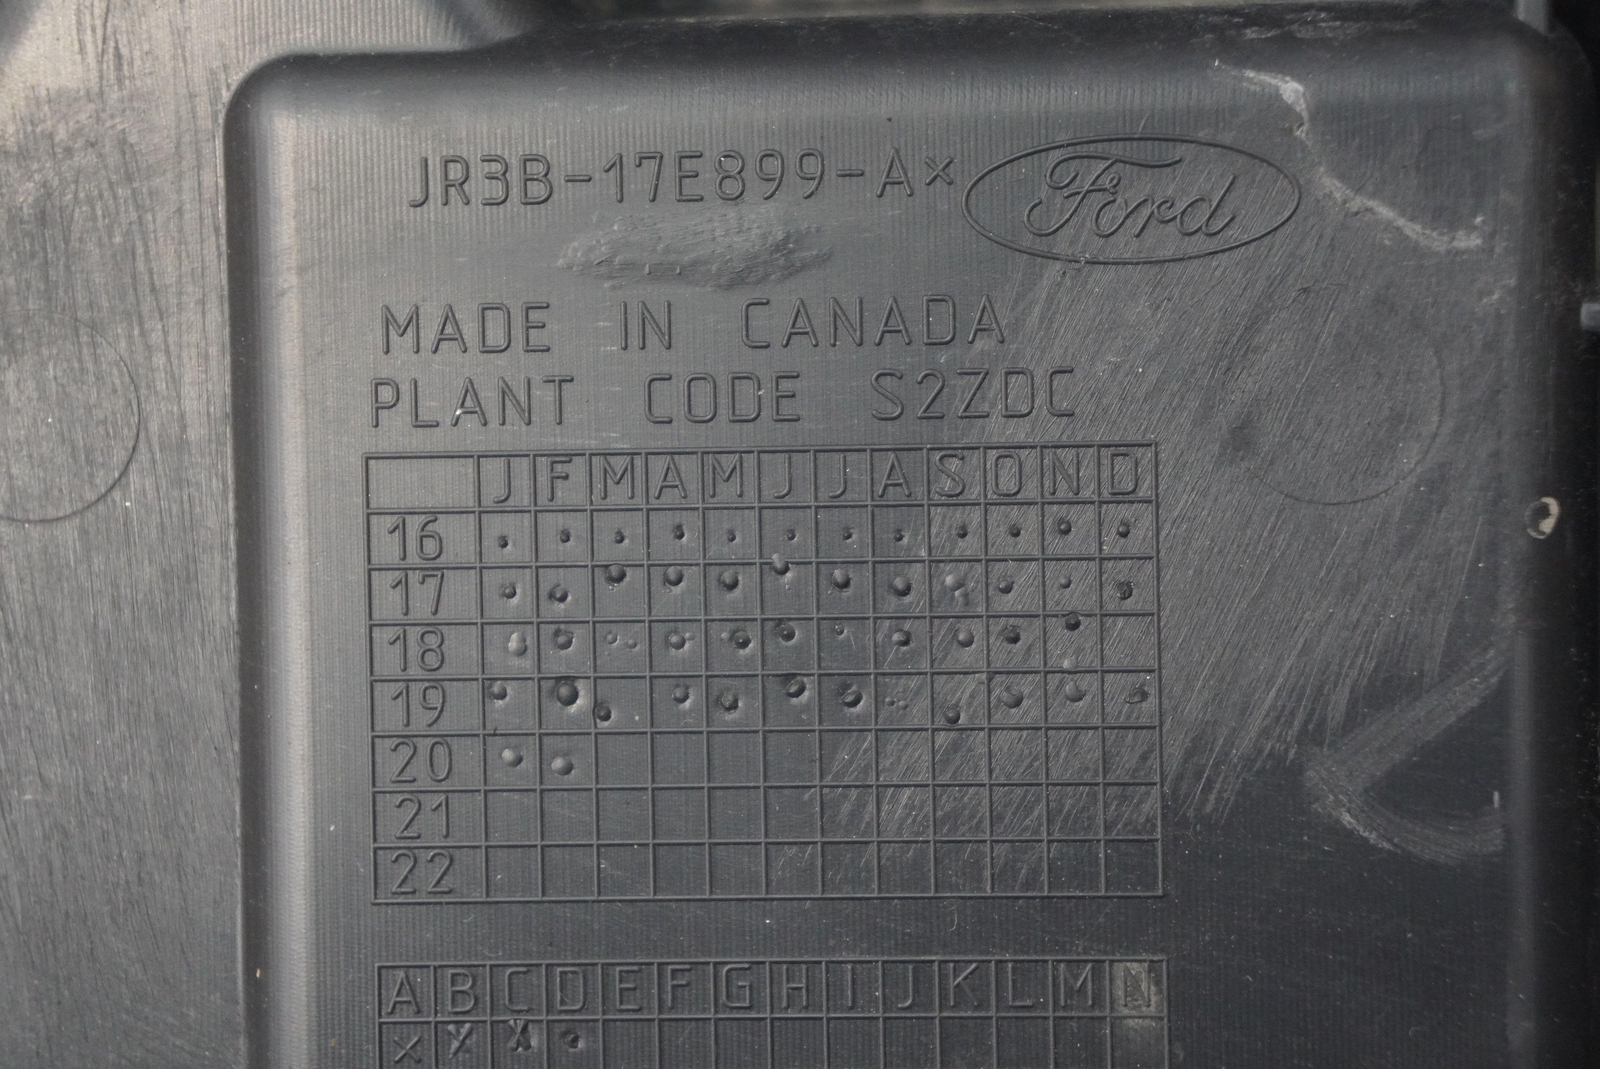 JR3B-17E899-A×
Ford
MADE IN CANADA
PLANT CODE S2ZDC
J F M A M J J A S O N D
16
17
18
19
20
21
22
A B C D E F G H I J K L M N
× × ×